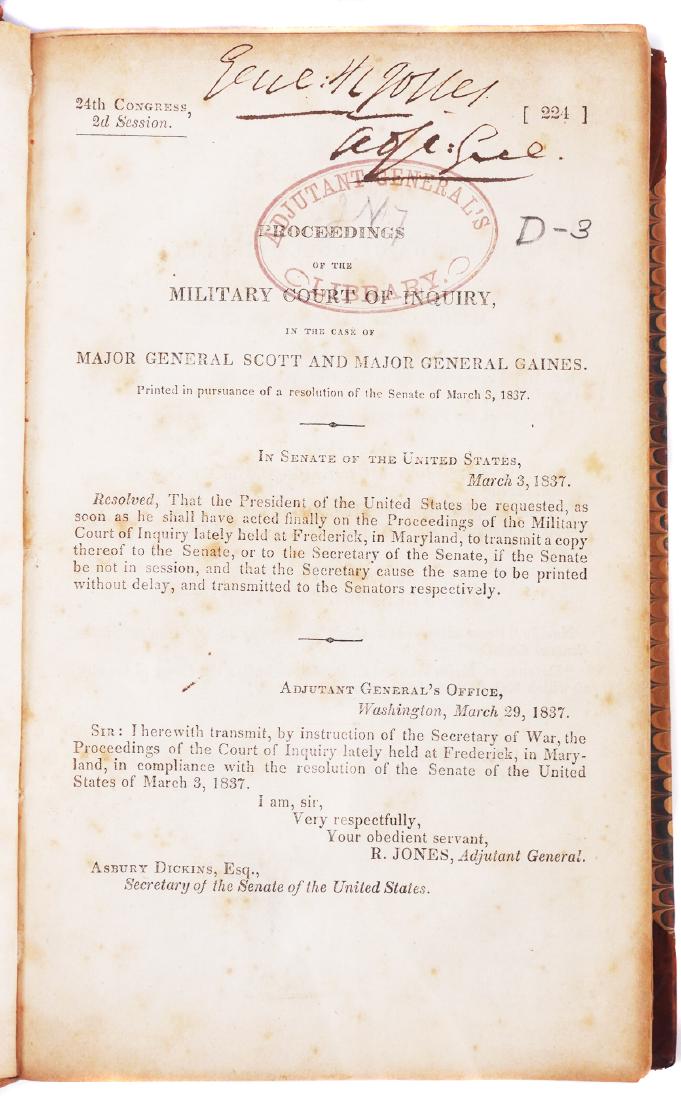 Genl: R Jones
24th Congress,
2d Session.
[ 224 ]
Adjt: Genl.
ADJUTANT GENERAL'S
LIBRARY.
D-3
PROCEEDINGS
OF THE
MILITARY COURT OF INQUIRY,
IN THE CASE OF
MAJOR GENERAL SCOTT AND MAJOR GENERAL GAINES.
Printed in pursuance of a resolution of the Senate of March 3, 1837.
In Senate of the United States,
March 3, 1837.
Resolved, That the President of the United States be requested, as
soon as he shall have acted finally on the Proceedings of the Military
Court of Inquiry lately held at Frederick, in Maryland, to transmit a copy
thereof to the Senate, or to the Secretary of the Senate, if the Senate
be not in session, and that the Secretary cause the same to be printed
without delay, and transmitted to the Senators respectively.
Adjutant General's Office,
Washington, March 29, 1837.
Sir: I herewith transmit, by instruction of the Secretary of War, the
Proceedings of the Court of Inquiry lately held at Frederick, in Mary-
land, in compliance with the resolution of the Senate of the United
States of March 3, 1837.
I am, sir,
Very respectfully,
Your obedient servant,
R. JONES, Adjutant General.
Asbury Dickins, Esq.,
Secretary of the Senate of the United States.